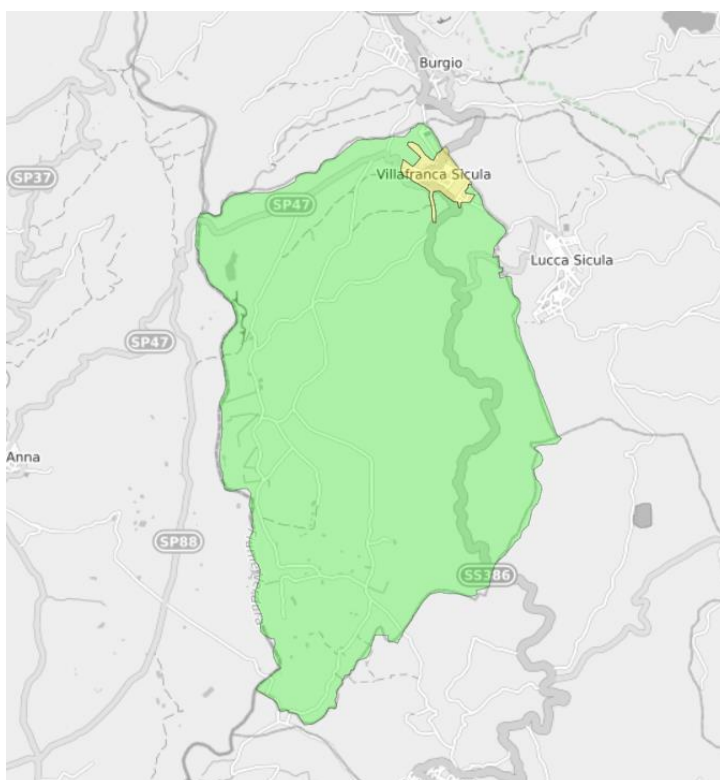 Burgio
Villafranca Sicula
SP37
SP47
Lucca Sicula
SP47
Anna
SP88
SS386